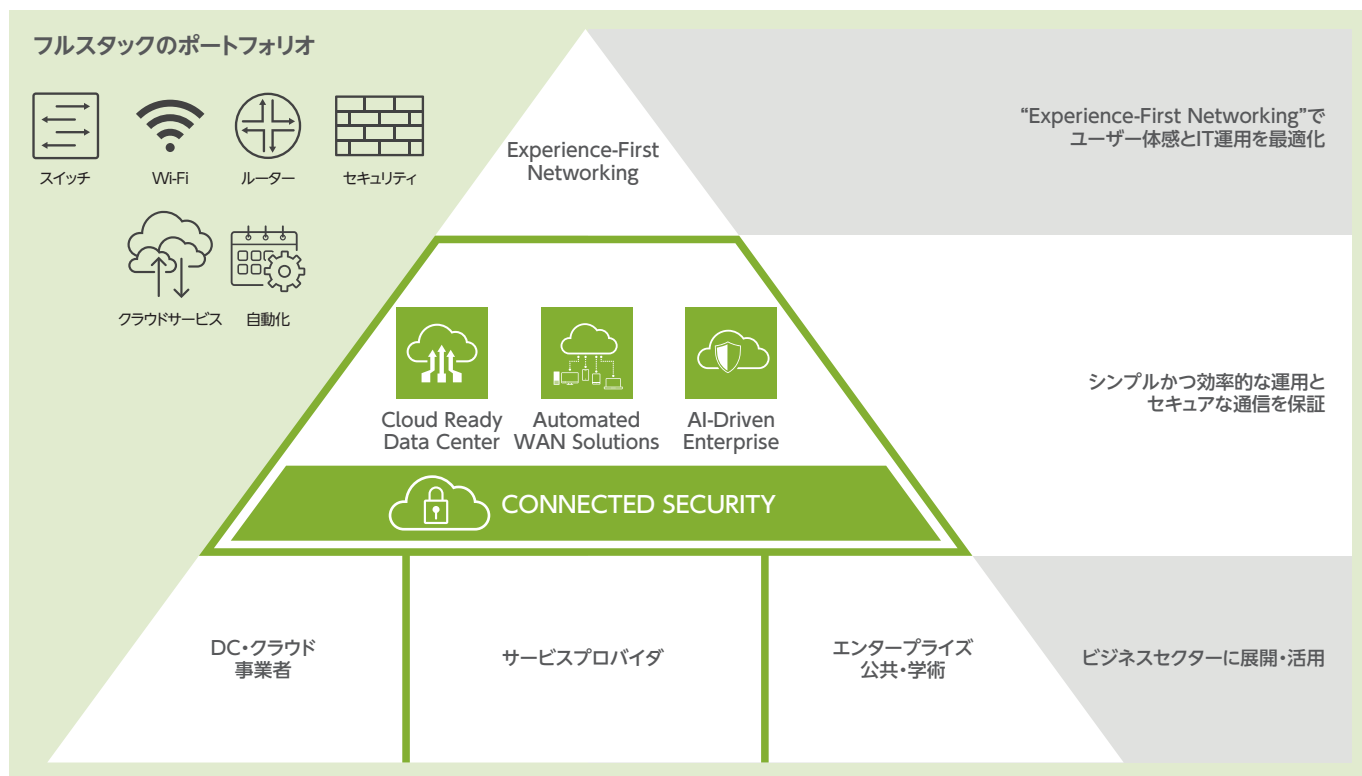 フルスタックのポートフォリオ
スイッチ
Wi-Fi
ルーター
セキュリティ
クラウドサービス
自動化
Experience-First
Networking
“Experience-First Networking”で
ユーザー体感とIT運用を最適化
Cloud Ready
Data Center
Automated
WAN Solutions
AI-Driven
Enterprise
CONNECTED SECURITY
シンプルかつ効率的な運用と
セキュアな通信を保証
DC・クラウド
事業者
サービスプロバイダ
エンタープライズ
公共・学術
ビジネスセクターに展開・活用